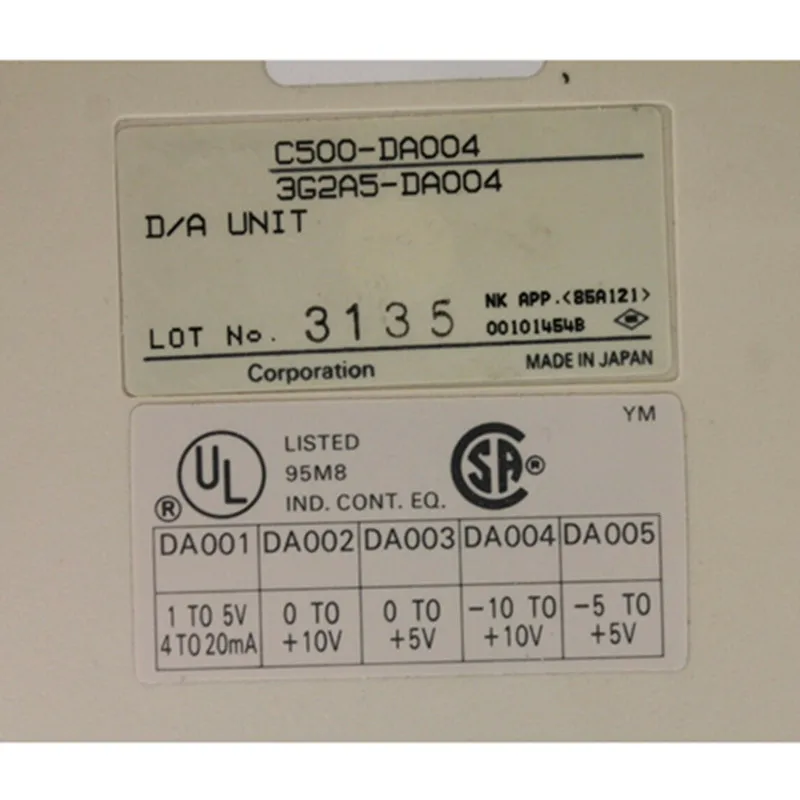 C500-DA004
3G2A5-DA004
D/A UNIT
NK APP.<85A121>
LOT No. 3135 00101454B
Corporation MADE IN JAPAN
YM
UL LISTED SA ®
95M8
® IND. CONT. EQ.
DA001 DA002 DA003 DA004 DA005
1 TO 5V 0 TO 0 TO -10 TO -5 TO
4 TO 20mA +10V +5V +10V +5V